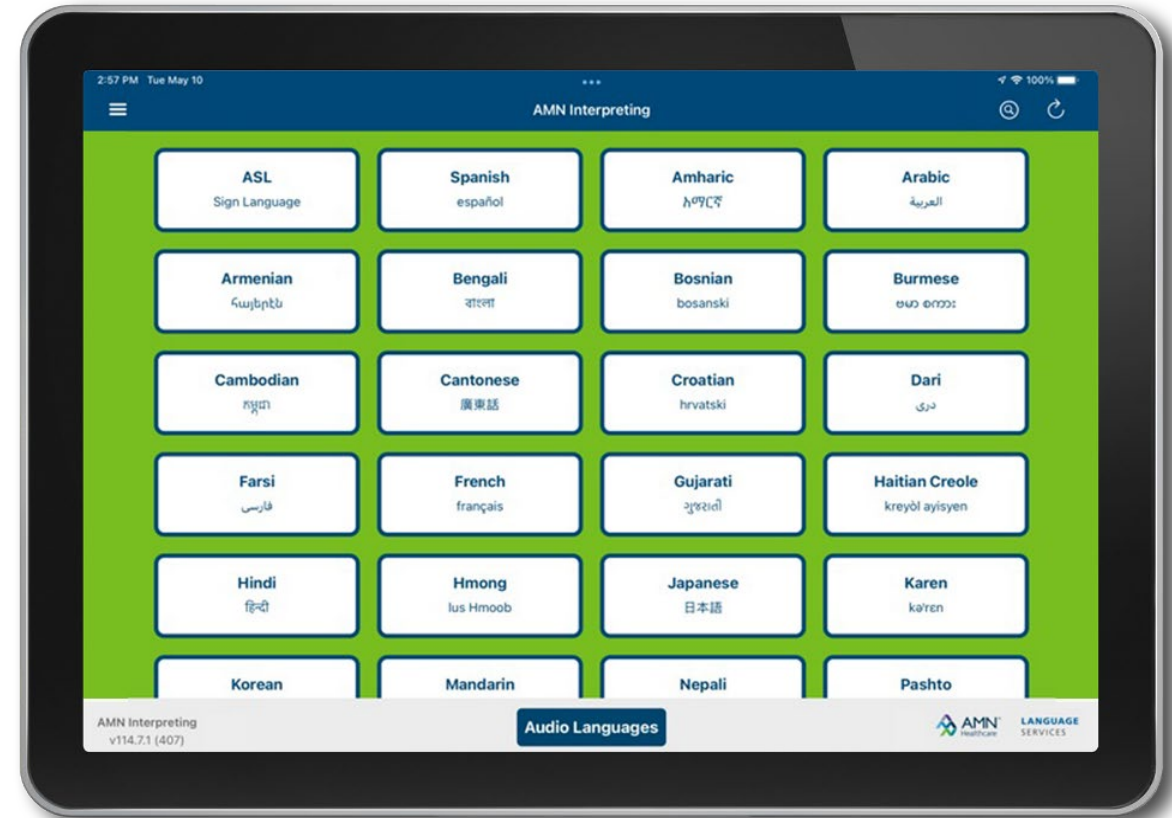 2:57 PM Tue May 10
100%
AMN Interpreting
ASL
Sign Language
Spanish
español
Amharic
አማርኛ
Arabic
العربية
Armenian
հայերէն
Bengali
বাংলা
Bosnian
bosanski
Burmese
ဗမာ စကား
Cambodian
កម្ពុជា
Cantonese
廣東話
Croatian
hrvatski
Dari
دری
Farsi
فارسی
French
français
Gujarati
ગુજરાતી
Haitian Creole
kreyòl ayisyen
Hindi
हिन्दी
Hmong
lus Hmoob
Japanese
日本語
Karen
kə'rɛn
Korean
Mandarin
Nepali
Pashto
AMN Interpreting
v114.7.1 (407)
Audio Languages
AMN
Healthcare
LANGUAGE
SERVICES